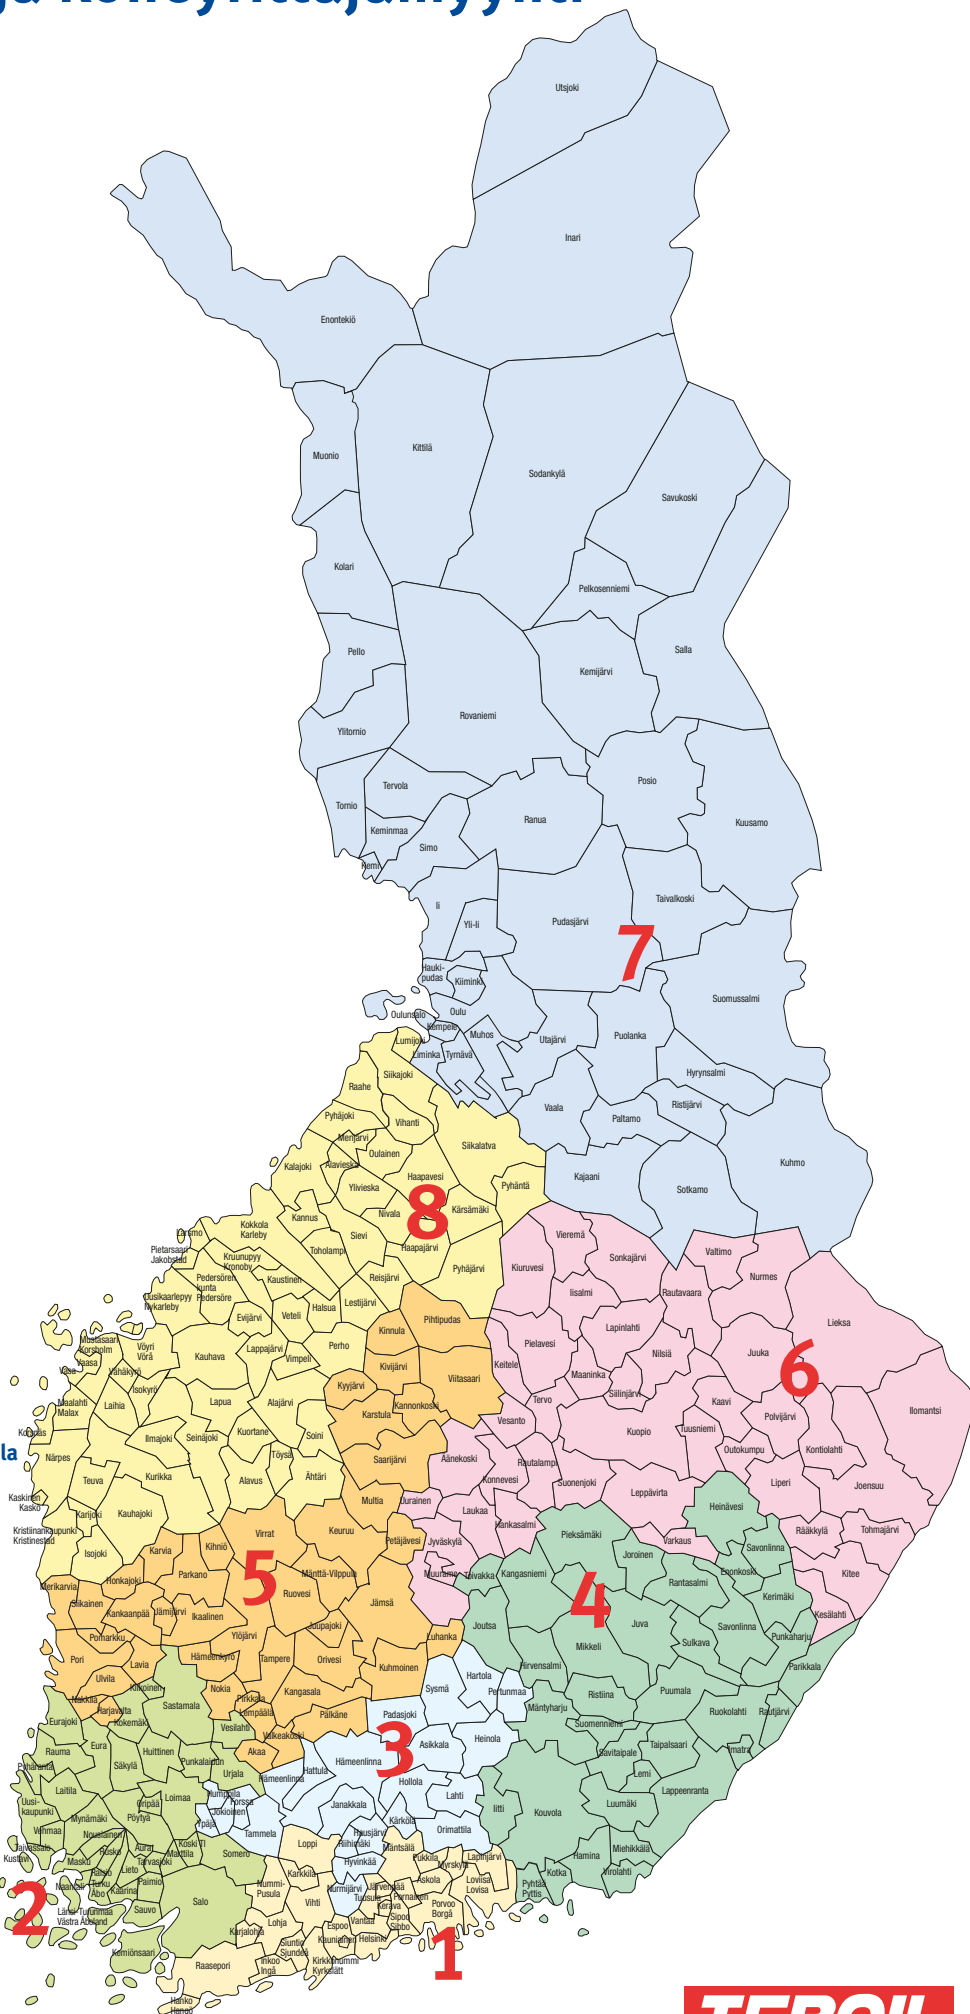 ja koneyrittäjämyynti
Utsjoki
Inari
Enontekiö
Kittilä
Muonio
Sodankylä
Savukoski
Kolari
Pelkosenniemi
Salla
Pello
Kemijärvi
Rovaniemi
Ylitornio
Posio
Tervola
Tornio
Ranua
Kuusamo
Keminmaa
Simo
Kemi
Taivalkoski
Ii
Yli-Ii
Pudasjärvi
7
Hauki-
pudas
Kiiminki
Suomussalmi
Oulunsalo
Oulu
Kempele
Muhos
Utajärvi
Puolanka
Lumijoki
Liminka
Tyrnävä
Siikajoki
Hyrynsalmi
Raahe
Vaala
Ristijärvi
Pyhäjoki
Vihanti
Paltamo
Merijärvi
Siikalatva
Oulainen
Kalajoki
Alavieska
Haapavesi
Kajaani
Kuhmo
Ylivieska
Pyhäntä
Sotkamo
8
Kannus
Nivala
Kärsämäki
Kokkola
Karleby
Larsmo
Sievi
Vieremä
Pietarsaari
Jakobstad
Toholampi
Haapajärvi
Kruunupyy
Kronoby
Sonkajärvi
Valtimo
Pyhäjärvi
Kiuruvesi
Pedersören
kunta
Pedersöre
Kaustinen
Reisjärvi
Nurmes
Iisalmi
Rautavaara
Uusikaarlepyy
Nykarleby
Halsua
Lestijärvi
Evijärvi
Veteli
Pihtipudas
Lieksa
Kinnula
Lapinlahti
Mustasaari
Korsholm
Vöyri
Vörå
Lappajärvi
Perho
Pielavesi
Nilsiä
Juuka
6
Kauhava
Vimpeli
Vaasa
Vasa
Vähäkyrö
Kivijärvi
Keitele
Maaninka
Viitasaari
Isokyrö
Kyyjärvi
Siilinjärvi
Maalahti
Malax
Laihia
Lapua
Alajärvi
Kannonkoski
Tervo
Kaavi
Ilomantsi
Karstula
Vesanto
Polvijärvi
Korsnäs
Ilmajoki
Seinäjoki
Kuortane
Soini
Kuopio
Tuusniemi
Outokumpu
Kontiolahti
la
Närpes
Töysä
Saarijärvi
Äänekoski
Rautalampi
Teuva
Kurikka
Alavus
Ähtäri
Konnevesi
Suonenjoki
Liperi
Joensuu
Leppävirta
Kaskinen
Kaskö
Multia
Uurainen
Laukaa
Heinävesi
Karijoki
Kauhajoki
Hankasalmi
Kristiinankaupunki
Kristinestad
Virrat
Keuruu
Petäjävesi
Jyväskylä
Pieksämäki
Varkaus
Rääkkylä
Tohmajärvi
Isojoki
Karvia
Kihniö
Joroinen
Savonlinna
5
Parkano
Mänttä-Vilppula
Muurame
Toivakka
Kangasniemi
Enonkoski
Kitee
Merikarvia
Honkajoki
Ruovesi
Jämsä
4
Rantasalmi
Kerimäki
Siikainen
Kankaanpää
Jämijärvi
Ikaalinen
Juupajoki
Joutsa
Juva
Savonlinna
Kesälahti
Pomarkku
Ylöjärvi
Luhanka
Mikkeli
Sulkava
Punkaharju
Pori
Lavia
Hämeenkyrö
Tampere
Orivesi
Kuhmoinen
Hirvensalmi
Parikkala
Ulvila
Kiikoinen
Nokia
Kangasala
Sysmä
Hartola
Pertunmaa
Ristiina
Puumala
Nakkila
Harjavalta
Sastamala
Pirkkala
Lempäälä
Pälkäne
Padasjoki
Mäntyharju
Ruokolahti
Rautjärvi
Eurajoki
Kokemäki
Vesilahti
Valkeakoski
3
Suomenniemi
Eura
Huittinen
Akaa
Asikkala
Heinola
Taipalsaari
Rauma
Savitaipale
Imatra
Pyhäranta
Säkylä
Punkalaidun
Hämeenlinna
Hattula
Lemi
Urjala
Hämeenlinna
Hollola
Laitila
Loimaa
Humppila
Lahti
Lappeenranta
Uusi-
kaupunki
Oripää
Forssa
Jokioinen
Janakkala
Iitti
Kouvola
Luumäki
Mynämäki
Pöytyä
Ypäjä
Kärkölä
Vehmaa
Nousiainen
Tammela
Hausjärvi
Orimattila
Taivassalo
Kustavi
Aura
Koski Tl
Marttila
Loppi
Riihimäki
Mäntsälä
Miehikkälä
Rusko
Somero
Pukkila
Lapinjärvi
Hamina
Masku
Tarvasjoki
Hyvinkää
Myrskylä
Raisio
Lieto
Karkkila
Askola
Kotka
Virolahti
Naantali
Turku
Åbo
Paimio
Nummi-
Pusula
Nurmijärvi
Järvenpää
Loviisa
Lovisa
Pyhtää
Pyttis
2
Kaarina
Salo
Vihti
Tuusula
Pornainen
Kerava
Porvoo
Borgå
Länsi-Turunmaa
Västra Åboland
Sauvo
Lohja
Vantaa
Sipoo
Sibbo
Espoo
Karjalohja
Kauniainen
Helsinki
1
Kemiönsaari
Siuntio
Sjundeå
Raasepori
Inkoo
Ingå
Kirkkonummi
Kyrkslätt
Hanko
Hangö
TEBOIL